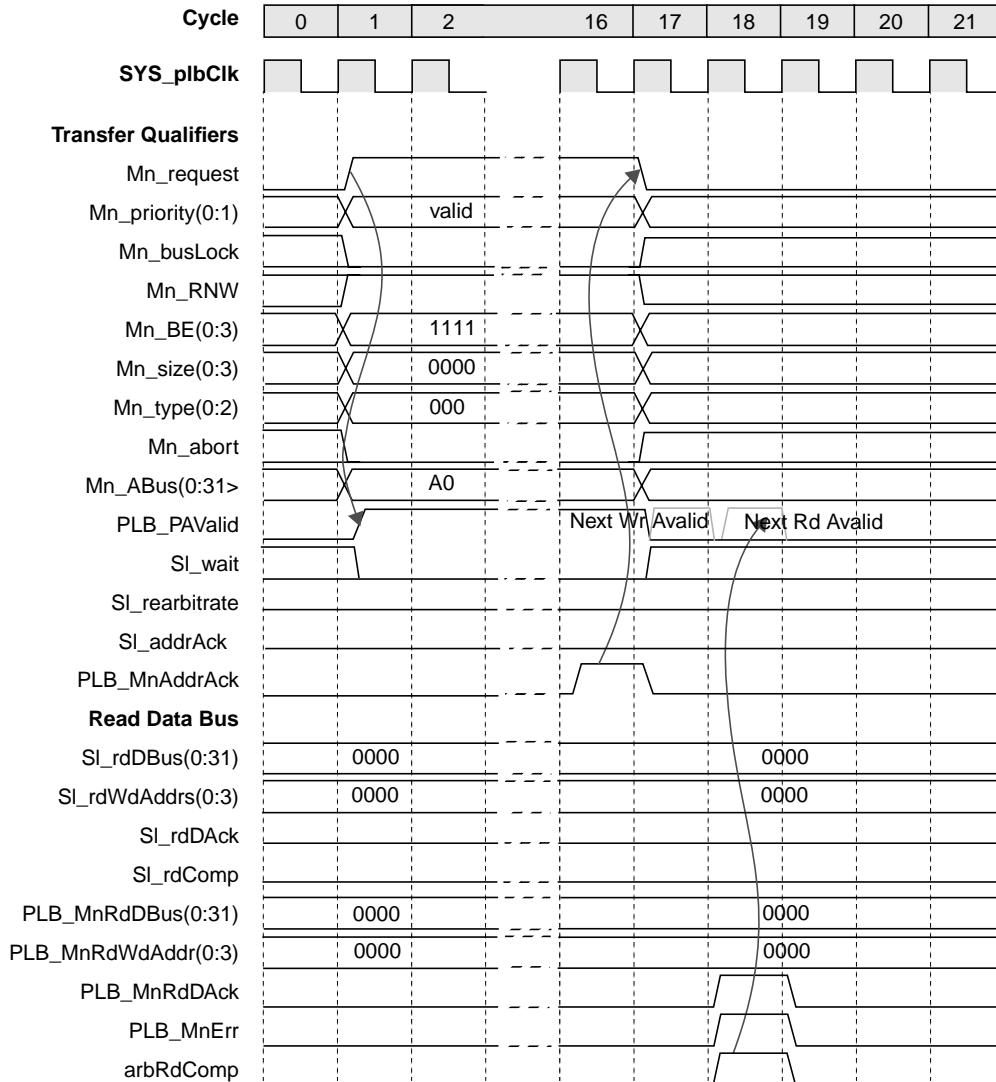 Cycle 0 1 2 16 17 18 19 20 21
SYS_plbClk
Transfer Qualifiers
Mn_request
Mn_priority(0:1) valid
Mn_busLock
Mn_RNW
Mn_BE(0:3) 1111
Mn_size(0:3) 0000
Mn_type(0:2) 000
Mn_abort
Mn_ABus(0:31> A0
PLB_PAValid Next Wr Avalid Next Rd Avalid
Sl_wait
Sl_rearbitrate
Sl_addrAck
PLB_MnAddrAck
Read Data Bus
Sl_rdDBus(0:31) 0000 0000
Sl_rdWdAddrs(0:3) 0000 0000
Sl_rdDAck
Sl_rdComp
PLB_MnRdDBus(0:31) 0000 0000
PLB_MnRdWdAddr(0:3) 0000 0000
PLB_MnRdDAck
PLB_MnErr
arbRdComp